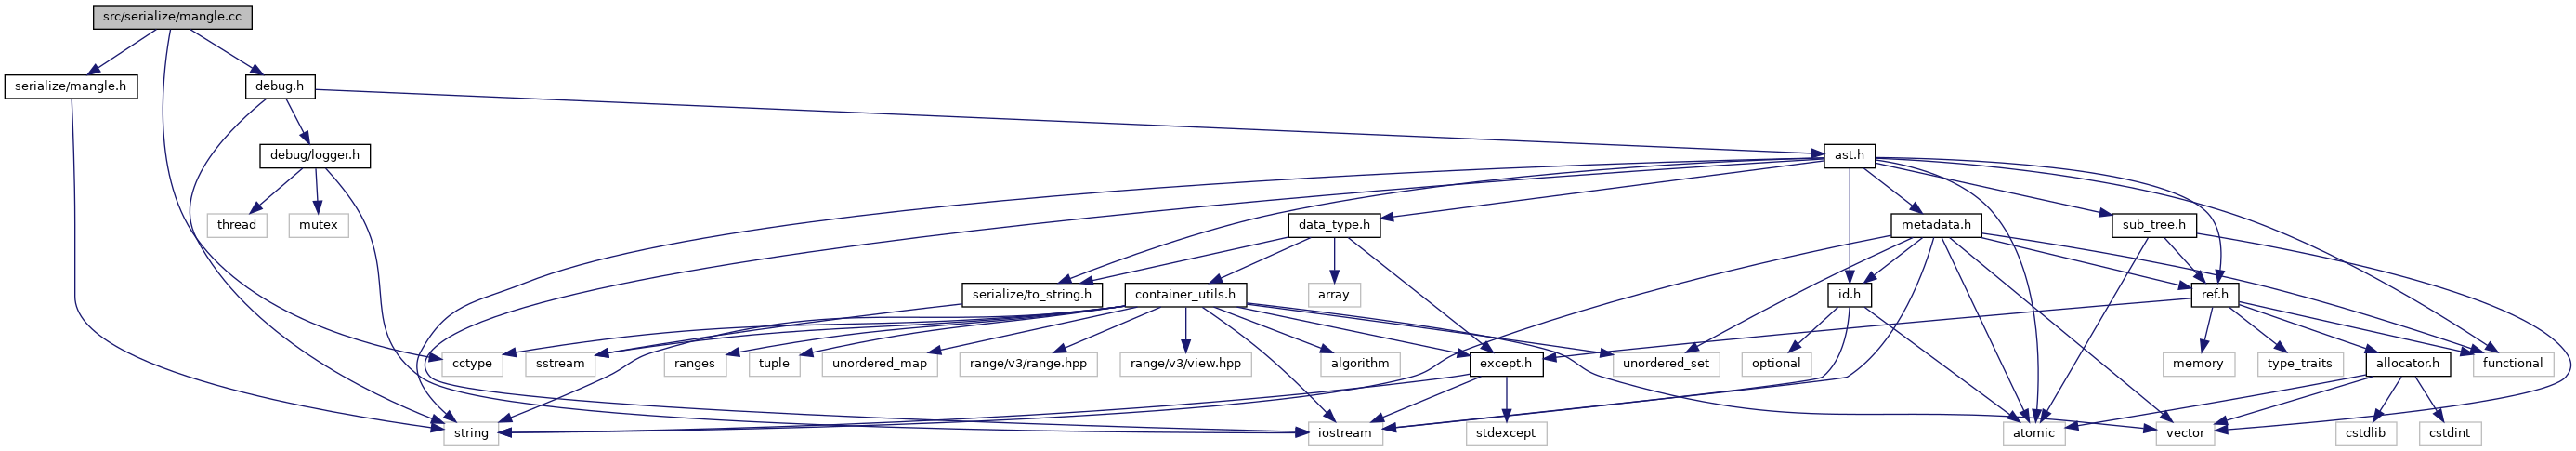 src/serialize/mangle.cc
serialize/mangle.h
debug.h
debug/logger.h
ast.h
thread
mutex
data_type.h
metadata.h
sub_tree.h
serialize/to_string.h
container_utils.h
array
id.h
ref.h
cctype
sstream
ranges
tuple
unordered_map
range/v3/range.hpp
range/v3/view.hpp
algorithm
except.h
unordered_set
optional
memory
type_traits
allocator.h
functional
string
iostream
stdexcept
atomic
vector
cstdlib
cstdint